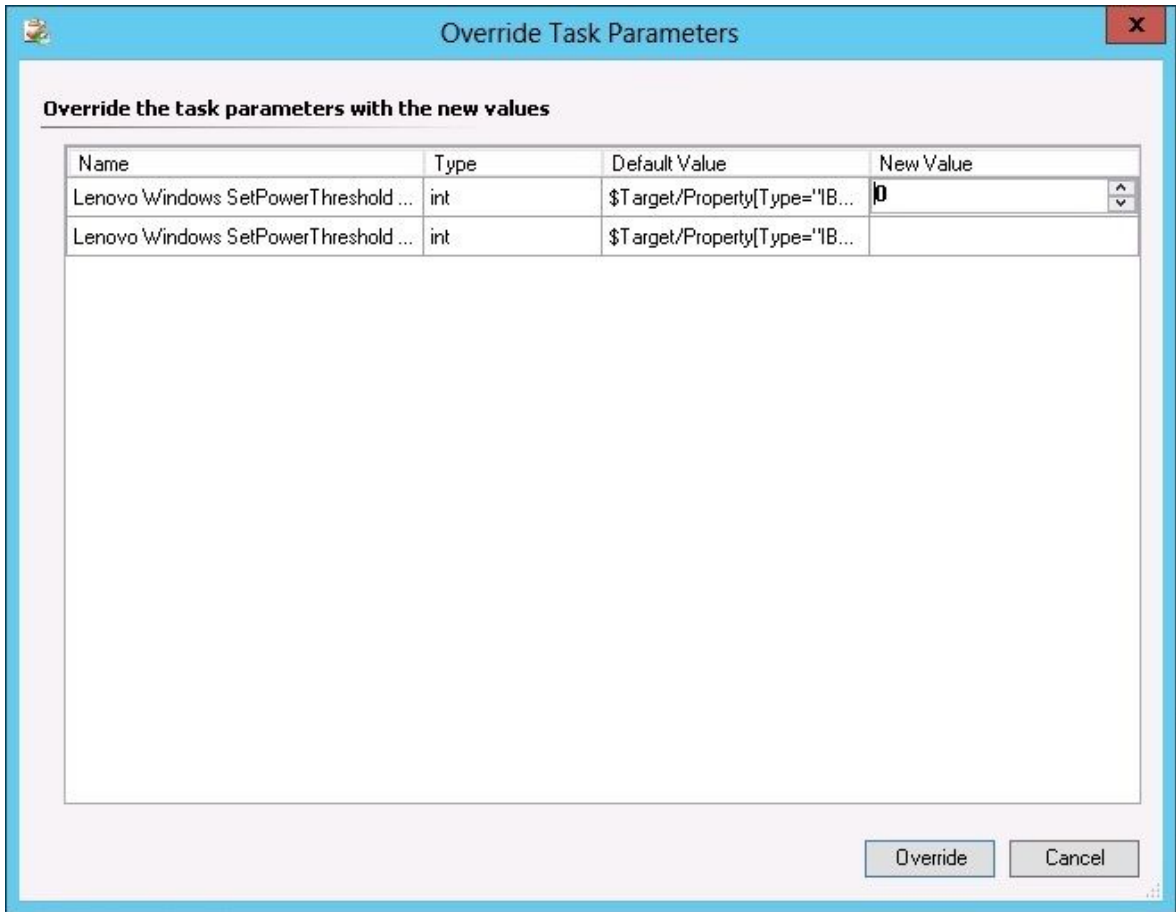 Override Task Parameters
x
Override the task parameters with the new values
Name Type Default Value New Value
Lenovo Windows SetPowerThreshold ... int $Target/Property[Type="IB... 0
Lenovo Windows SetPowerThreshold ... int $Target/Property[Type="IB...
Override Cancel